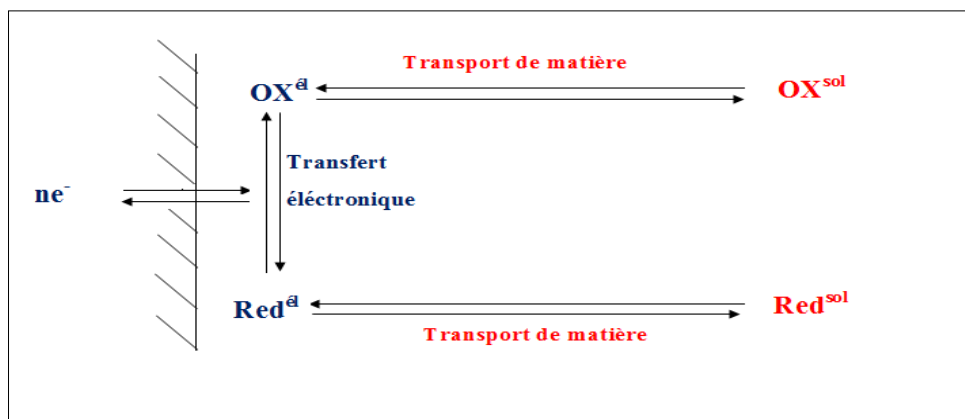 Transport de matière
OX^él
OX^sol
Transfert
éléctronique
ne^-
Red^él
Red^sol
Transport de matière